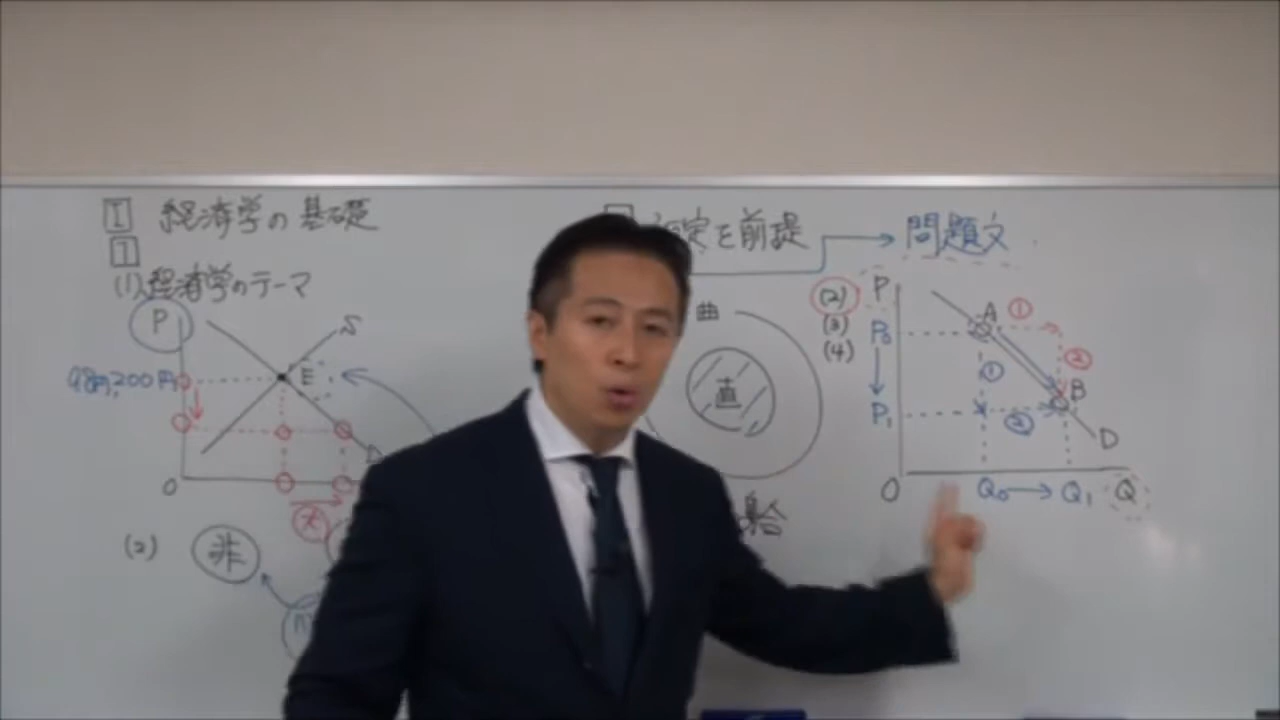 I 経済学の基礎
1
(1)経済学のテーマ
P
S
E
D
0
(2) 非
定を前提
問題文
曲
直
集合
(2)
(3)
(4)
P
P₀
P₁
A
B
D
①
②
①
②
0
Q₀→Q₁
Q